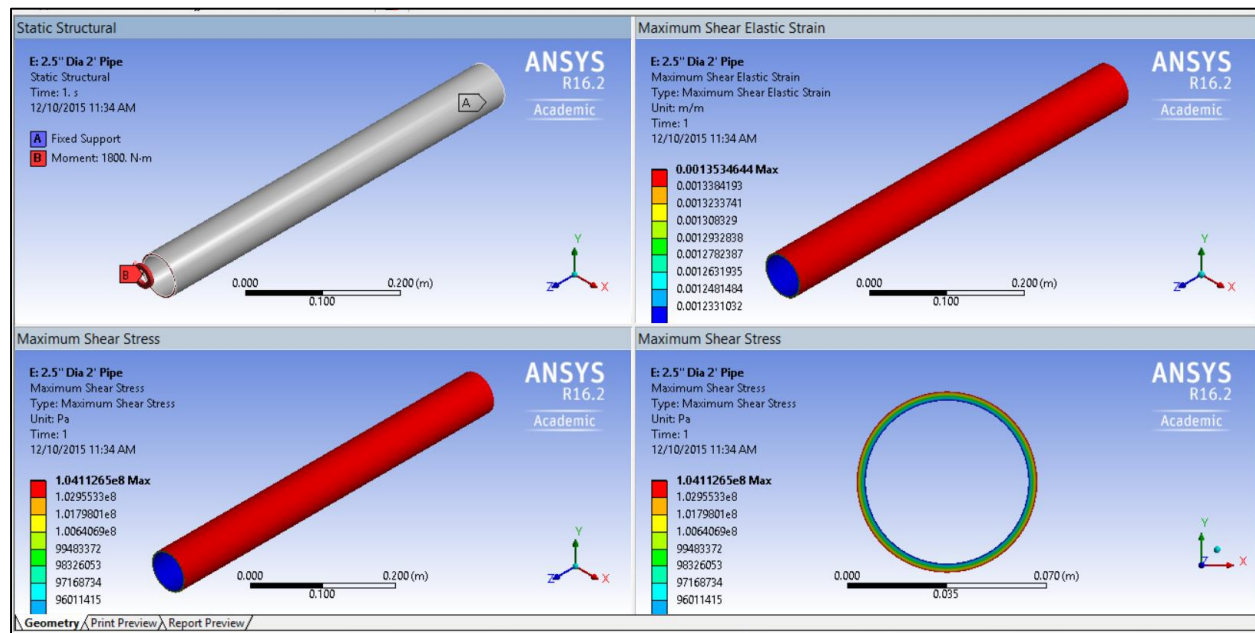 Static Structural
E: 2.5" Dia 2' Pipe
Static Structural
Time: 1. s
12/10/2015 11:34 AM
A Fixed Support
B Moment: 1800. N·m
ANSYS
R16.2
Academic
A
B
0.000 0.200 (m)
0.100
Y
Z X
Maximum Shear Elastic Strain
E: 2.5" Dia 2' Pipe
Maximum Shear Elastic Strain
Type: Maximum Shear Elastic Strain
Unit: m/m
Time: 1
12/10/2015 11:34 AM
0.0013534644 Max
0.0013384193
0.0013233741
0.001308329
0.0012932838
0.0012782387
0.0012631935
0.0012481484
0.0012331032
ANSYS
R16.2
Academic
0.000 0.200 (m)
0.100
Y
Z X
Maximum Shear Stress
E: 2.5" Dia 2' Pipe
Maximum Shear Stress
Type: Maximum Shear Stress
Unit: Pa
Time: 1
12/10/2015 11:34 AM
1.0411265e8 Max
1.0295533e8
1.0179801e8
1.0064069e8
99483372
98326053
97168734
96011415
ANSYS
R16.2
Academic
0.000 0.200 (m)
0.100
Y
Z X
Maximum Shear Stress
E: 2.5" Dia 2' Pipe
Maximum Shear Stress
Type: Maximum Shear Stress
Unit: Pa
Time: 1
12/10/2015 11:34 AM
1.0411265e8 Max
1.0295533e8
1.0179801e8
1.0064069e8
99483372
98326053
97168734
96011415
ANSYS
R16.2
Academic
0.000 0.070 (m)
0.035
Y
Z X
Geometry Print Preview Report Preview